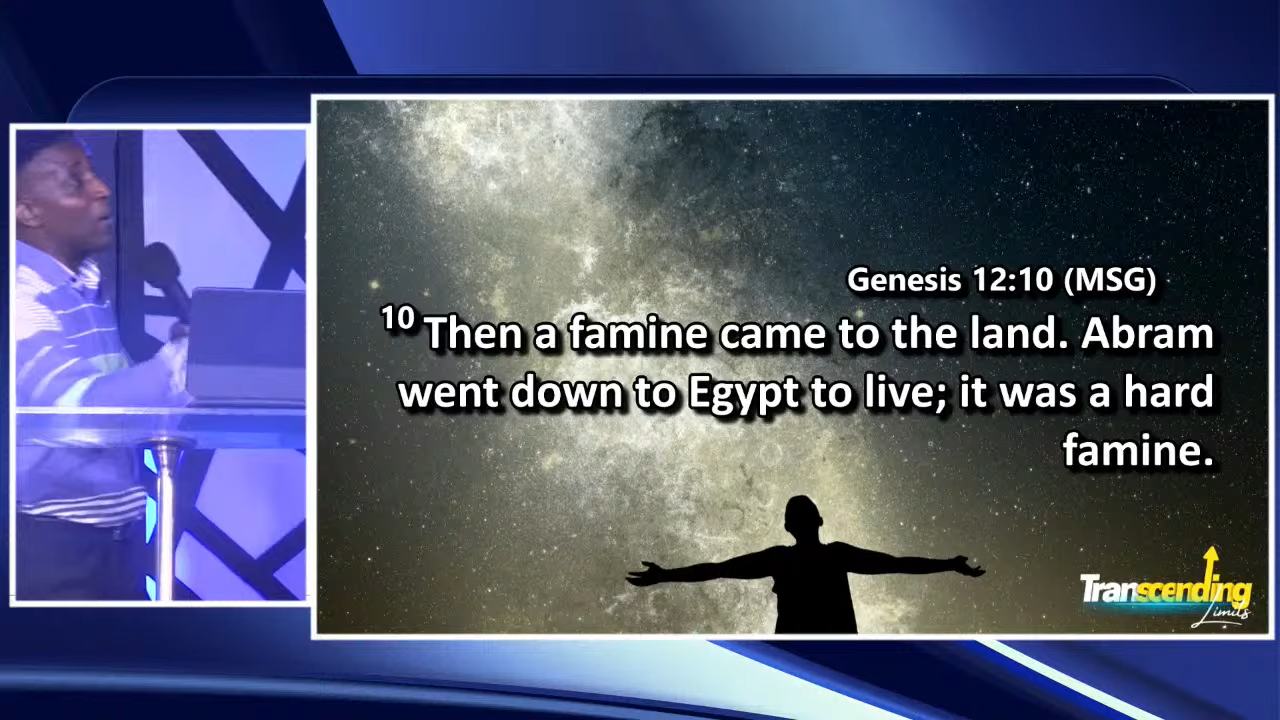 Genesis 12:10 (MSG)
10 Then a famine came to the land. Abram
went down to Egypt to live; it was a hard
famine.
Transcending
Limits